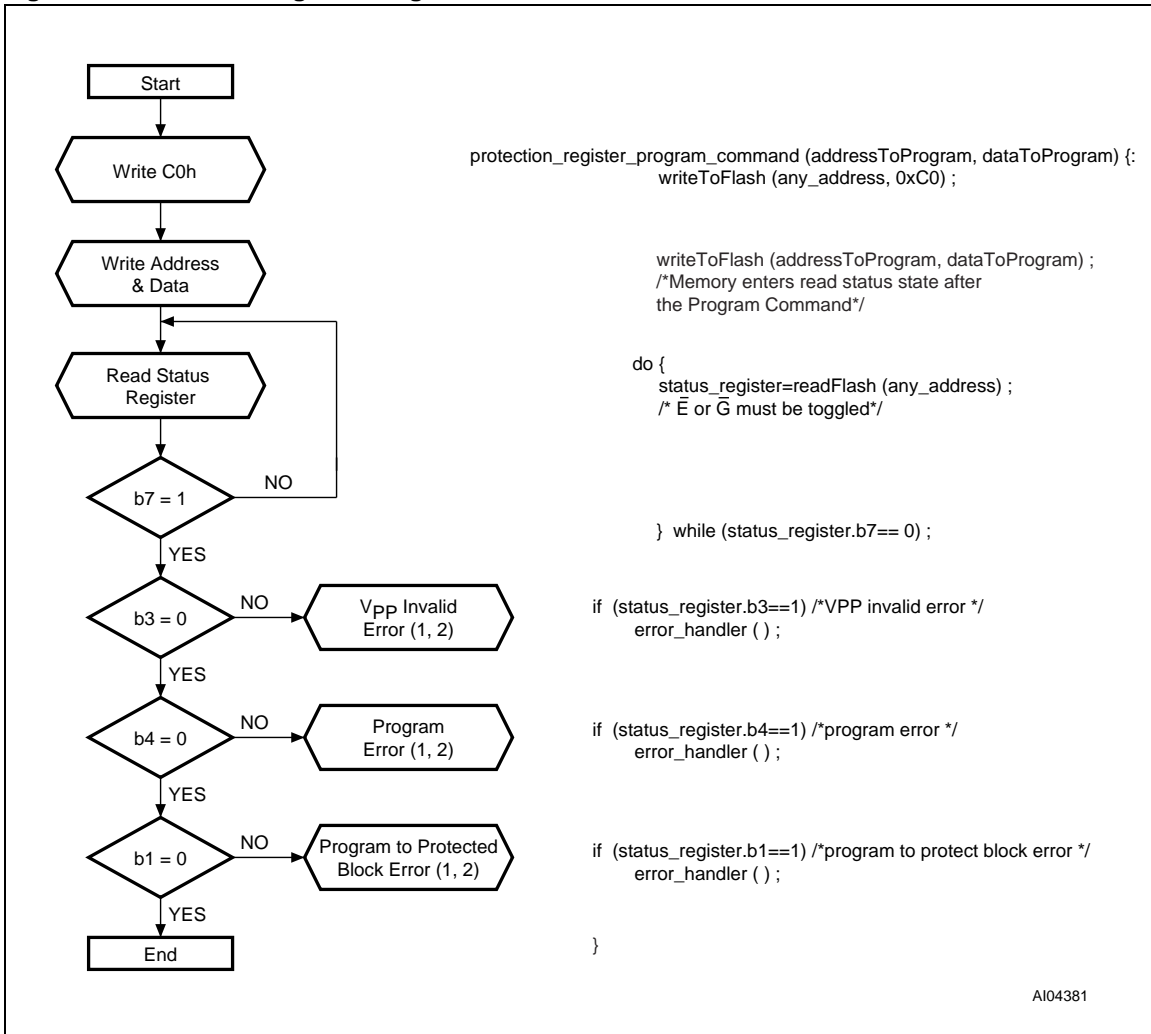 Start
Write C0h
protection_register_program_command (addressToProgram, dataToProgram) {:
writeToFlash (any_address, 0xC0) ;
Write Address
& Data
writeToFlash (addressToProgram, dataToProgram) ;
/*Memory enters read status state after
the Program Command*/
Read Status
Register
do {
status_register=readFlash (any_address) ;
/* E̅ or G̅ must be toggled*/
b7 = 1
NO
} while (status_register.b7== 0) ;
YES
b3 = 0
NO
VPP Invalid
Error (1, 2)
if (status_register.b3==1) /*VPP invalid error */
error_handler ( ) ;
YES
b4 = 0
NO
Program
Error (1, 2)
if (status_register.b4==1) /*program error */
error_handler ( ) ;
YES
b1 = 0
NO
Program to Protected
Block Error (1, 2)
if (status_register.b1==1) /*program to protect block error */
error_handler ( ) ;
YES
End
}
AI04381